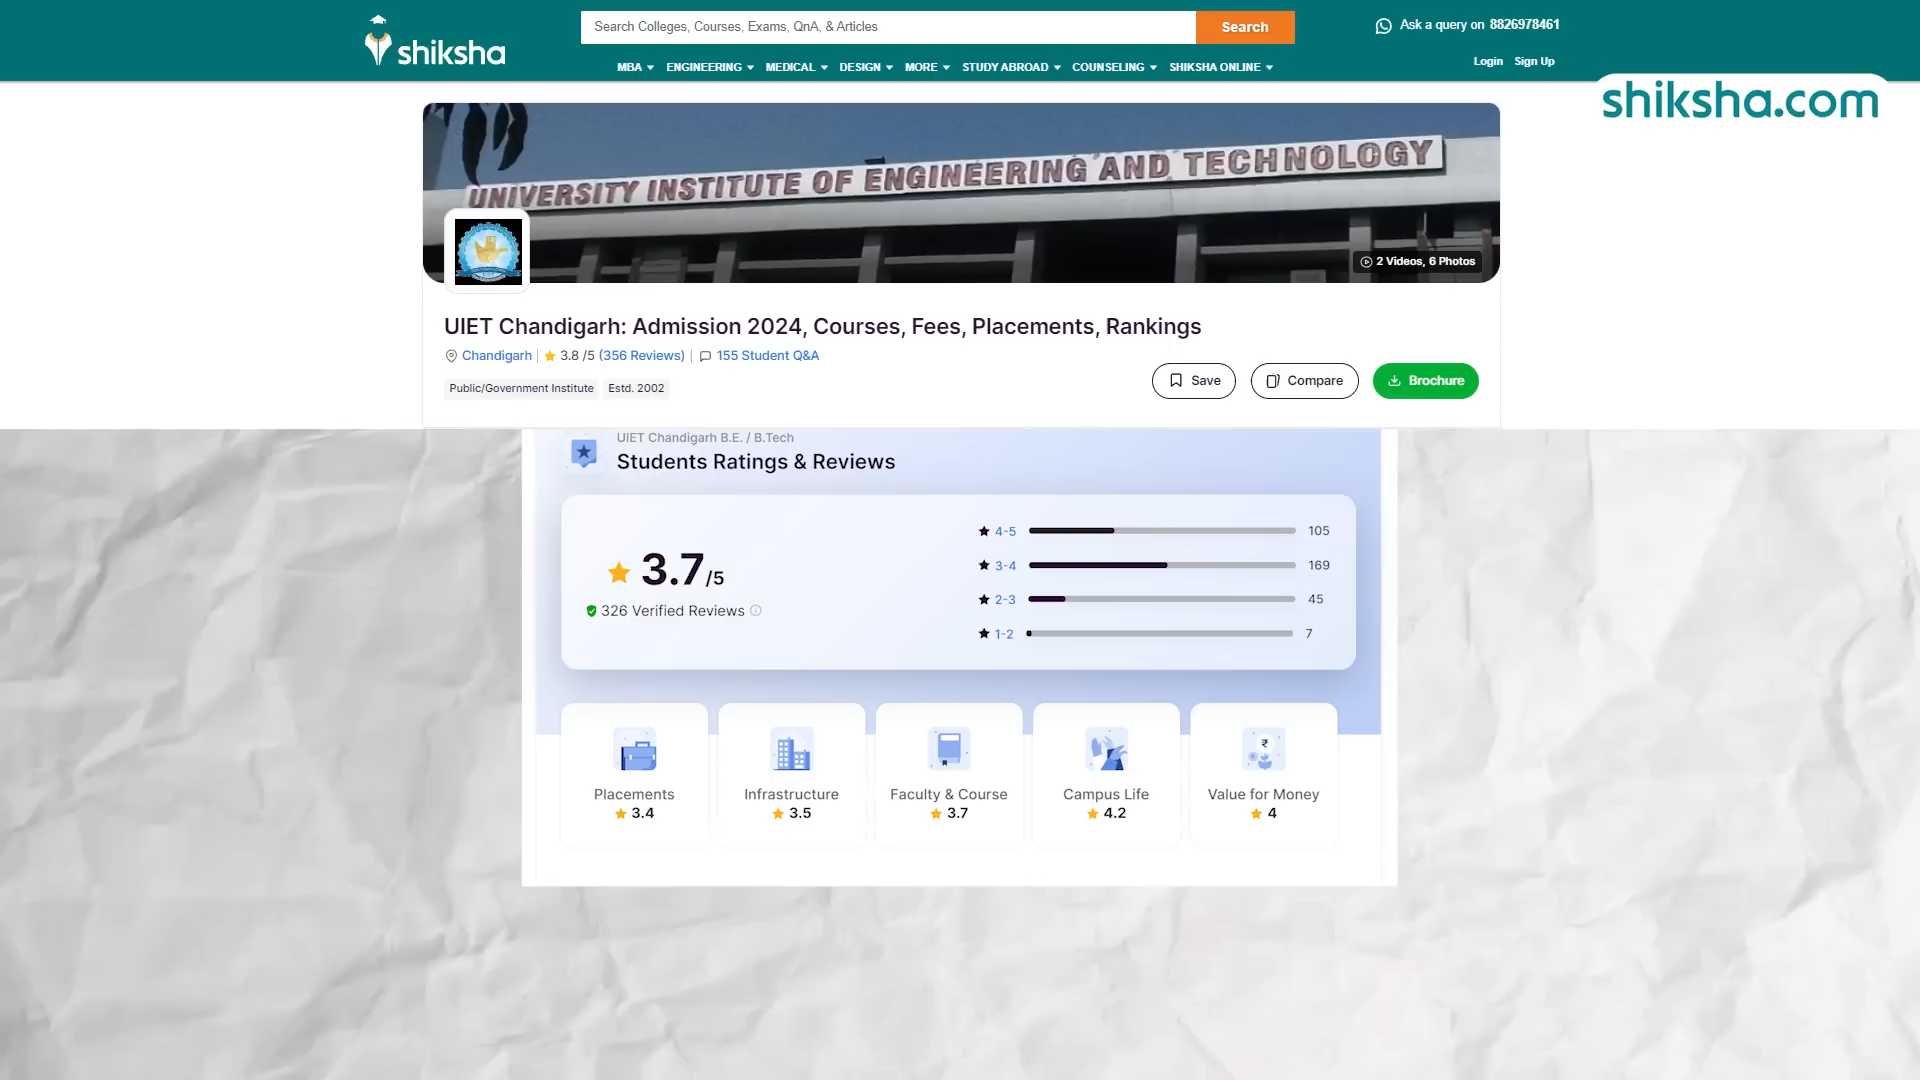 shiksha
Search Colleges, Courses, Exams, QnA, & Articles
Search
Ask a query on 8826978461
MBA
ENGINEERING
MEDICAL
DESIGN
MORE
STUDY ABROAD
COUNSELING
SHIKSHA ONLINE
Login
Sign Up
shiksha.com
UNIVERSITY INSTITUTE OF ENGINEERING AND TECHNOLOGY
2 Videos, 6 Photos
UIET Chandigarh: Admission 2024, Courses, Fees, Placements, Rankings
Chandigarh | 3.8 /5 (356 Reviews) | 155 Student Q&A
Public/Government Institute
Estd. 2002
Save
Compare
Brochure
UIET Chandigarh B.E. / B.Tech
Students Ratings & Reviews
3.7/5
326 Verified Reviews
4-5 105
3-4 169
2-3 45
1-2 7
Placements
3.4
Infrastructure
3.5
Faculty & Course
3.7
Campus Life
4.2
Value for Money
4